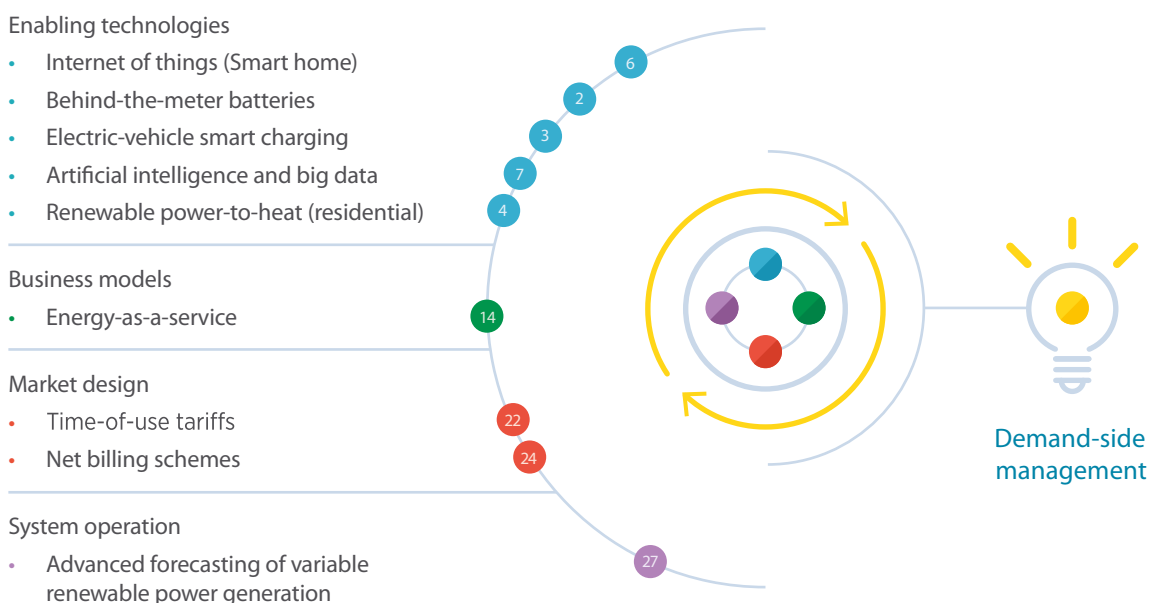 Enabling technologies
• Internet of things (Smart home)
6
• Behind-the-meter batteries
2
• Electric-vehicle smart charging
3
• Artificial intelligence and big data
7
• Renewable power-to-heat (residential)
4
Business models
• Energy-as-a-service
14
Market design
• Time-of-use tariffs
22
• Net billing schemes
24
System operation
• Advanced forecasting of variable
renewable power generation
27
Demand-side
management